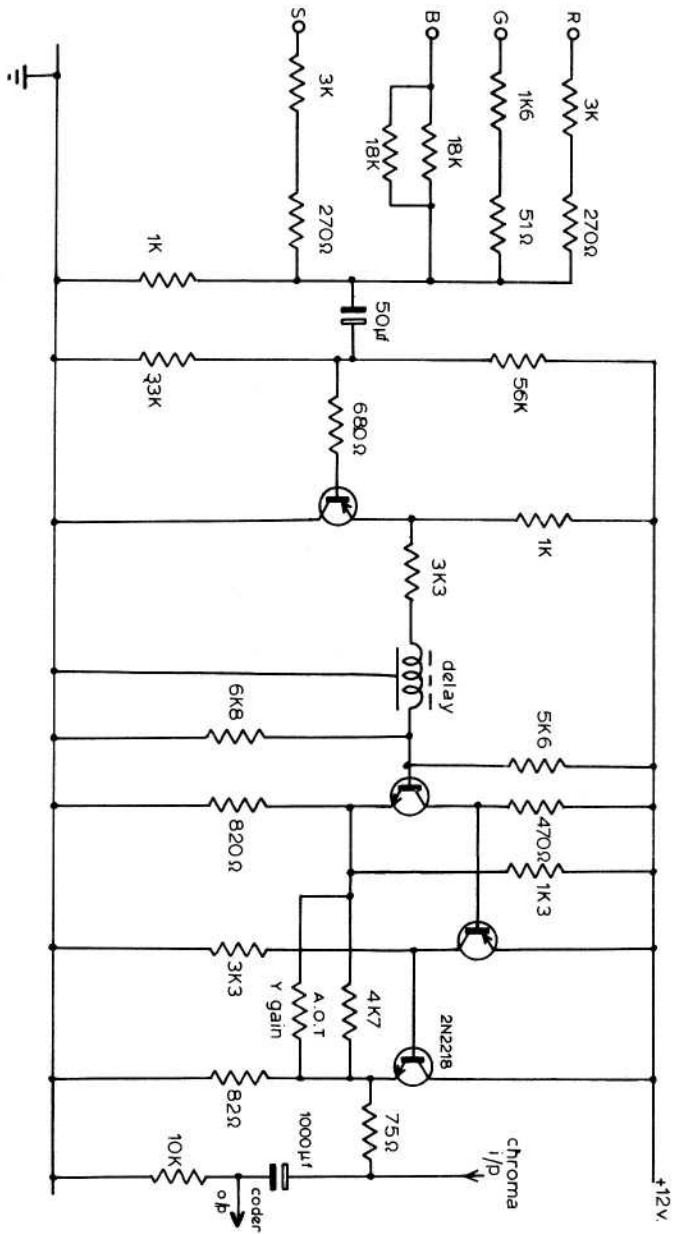 +12v.
R
3K
270Ω
56K
1K
5K6
470Ω
1K3
chroma
i/p
G
1K6
51Ω
B
18K
18K
680Ω
3K3
delay
2N2218
4K7
75Ω
50µf
A.O.T
Y gain
1000µf
S
3K
270Ω
coder
o/p
1K
33K
6K8
820Ω
3K3
82Ω
10K